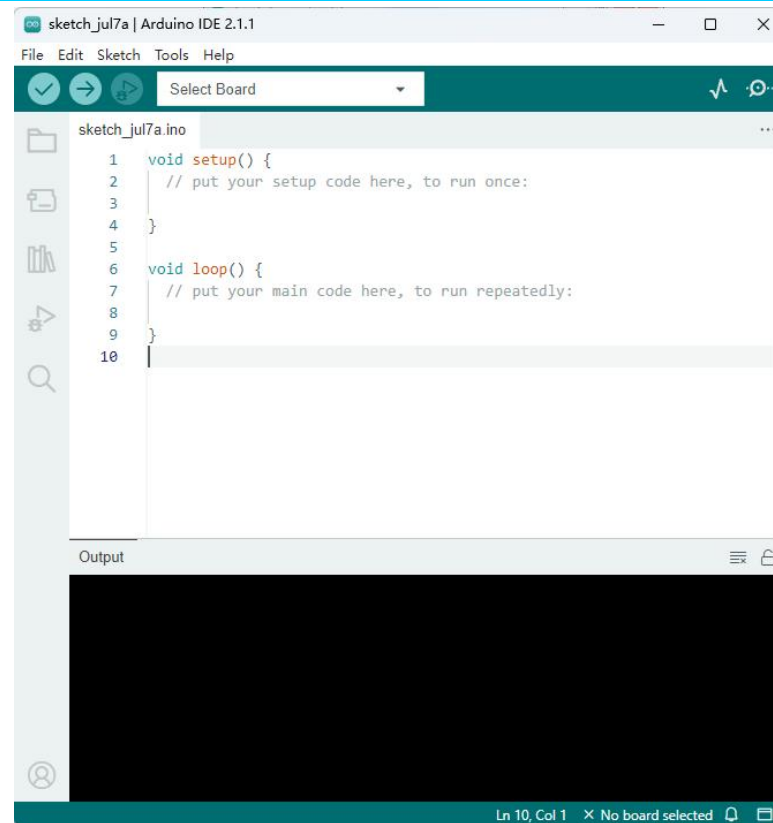 sketch_jul7a | Arduino IDE 2.1.1
File Edit Sketch Tools Help
Select Board
sketch_jul7a.ino
1 void setup() {
2 // put your setup code here, to run once:
3
4 }
5
6 void loop() {
7 // put your main code here, to run repeatedly:
8
9 }
10
Output
Ln 10, Col 1 × No board selected